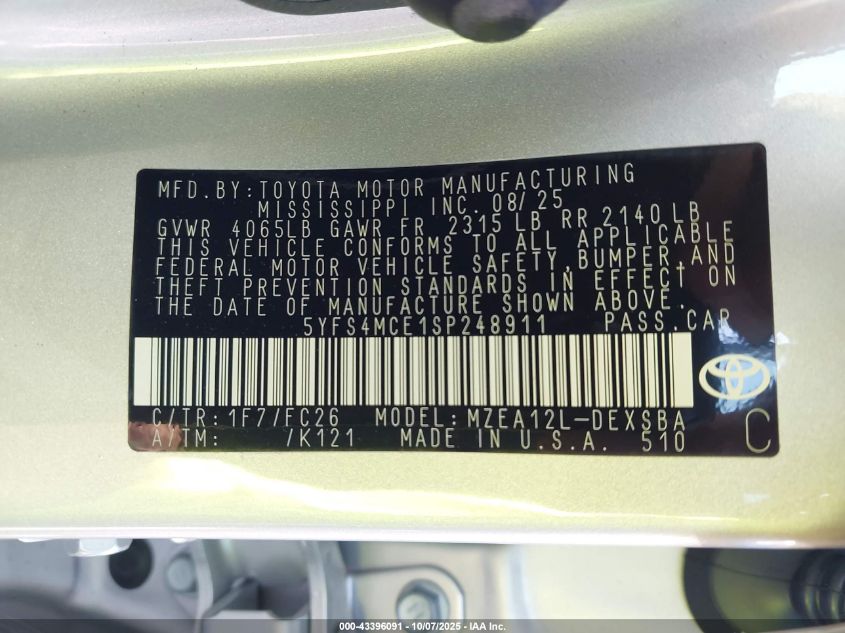 MFD.BY:TOYOTA MOTOR MANUFACTURING
MISSISSIPPI INC. 08/25
GVWR 4065LB GAWR FR 2315 LB RR 2140 LB
THIS VEHICLE CONFORMS TO ALL APPLICABLE
FEDERAL MOTOR VEHICLE SAFETY,BUMPER,AND
THEFT PREVENTION STANDARDS IN EFFECT ON
THE DATE OF MANUFACTURE SHOWN ABOVE.
5YFS4MCE1SP248911 PASS.CAR
C/TR:1F7/FC26 MODEL:MZEA12L-DEXSBA
A/TM: /K121 MADE IN U.S.A. 510 C
000-43396091 - 10/07/2025 - IAA Inc.